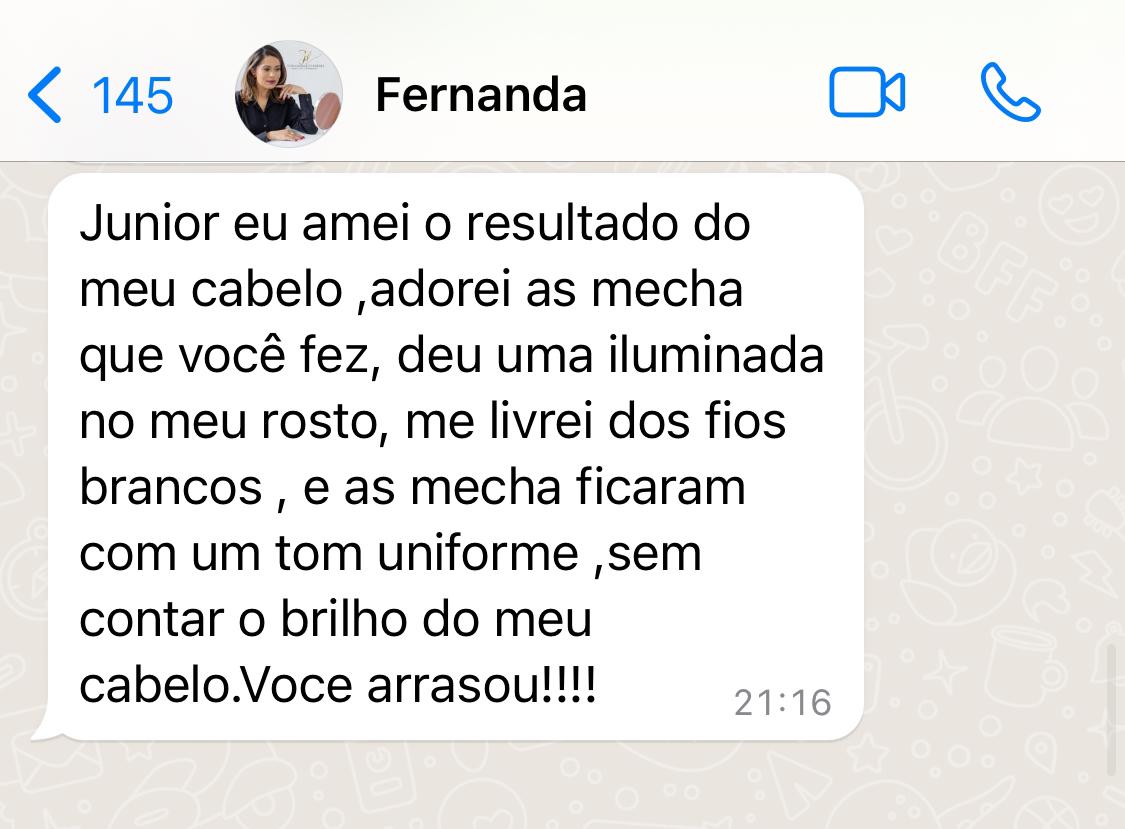 145
Fernanda
Junior eu amei o resultado do
meu cabelo ,adorei as mecha
que você fez, deu uma iluminada
no meu rosto, me livrei dos fios
brancos , e as mecha ficaram
com um tom uniforme ,sem
contar o brilho do meu
cabelo.Voce arrasou!!!!
21:16
BFF